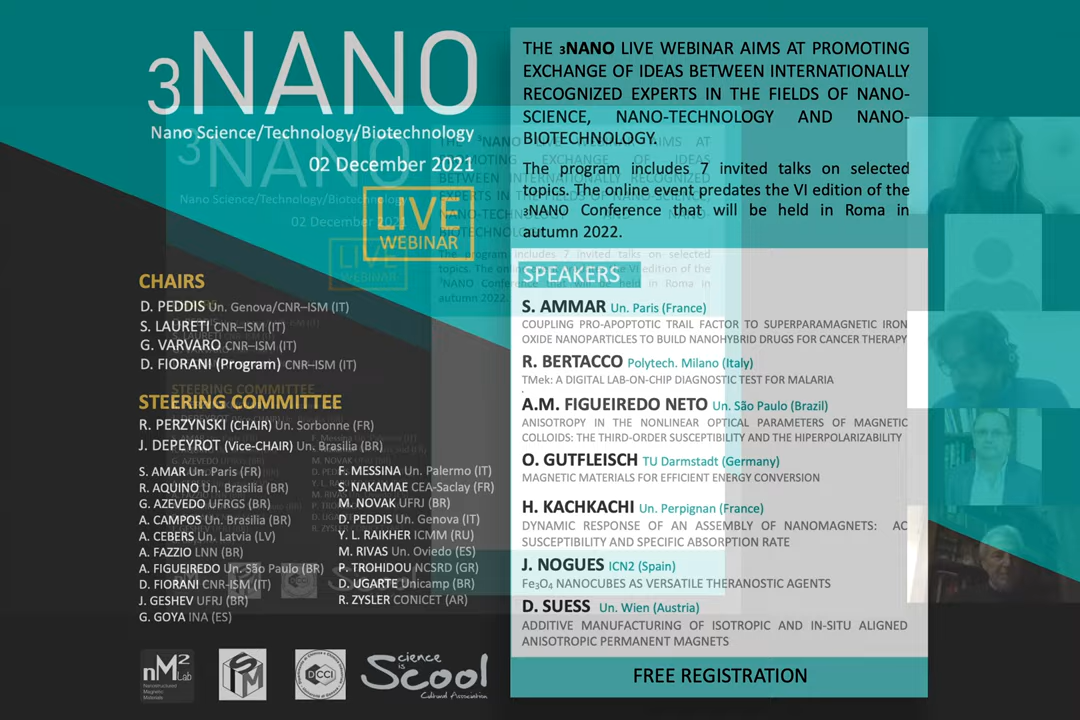 3NANO
Nano Science/Technology/Biotechnology
02 December 2021
LIVE
WEBINAR
CHAIRS
D. PEDDIS Un. Genova/CNR–ISM (IT)
S. LAURETI CNR–ISM (IT)
G. VARVARO CNR–ISM (IT)
D. FIORANI (Program) CNR–ISM (IT)
STEERING COMMITTEE
R. PERZYNSKI (CHAIR) Un. Sorbonne (FR)
J. DEPEYROT (Vice-CHAIR) Un. Brasilia (BR)
S. AMAR Un. Paris (FR)
R. AQUINO Un. Brasilia (BR)
G. AZEVEDO UFRGS (BR)
A. CAMPOS Un. Brasilia (BR)
A. CEBERS Un. Latvia (LV)
A. FAZZIO LNN (BR)
A. FIGUEIREDO Un. São Paulo (BR)
D. FIORANI CNR-ISM (IT)
J. GESHEV UFRJ (BR)
G. GOYA INA (ES)
F. MESSINA Un. Palermo (IT)
S. NAKAMAE CEA-Saclay (FR)
M. NOVAK UFRJ (BR)
D. PEDDIS Un. Genova (IT)
Y. L. RAIKHER ICMM (RU)
M. RIVAS Un. Oviedo (ES)
P. TROHIDOU NCSRD (GR)
D. UGARTE Unicamp (BR)
R. ZYSLER CONICET (AR)
nM2 Lab
Nanostructured
Magnetic
Materials
DCCI
Science
is
Scool
Cultural Association
THE 3NANO LIVE WEBINAR AIMS AT PROMOTING
EXCHANGE OF IDEAS BETWEEN INTERNATIONALLY
RECOGNIZED EXPERTS IN THE FIELDS OF NANO-
SCIENCE, NANO-TECHNOLOGY AND NANO-
BIOTECHNOLOGY.
The program includes 7 invited talks on selected
topics. The online event predates the VI edition of the
3NANO Conference that will be held in Roma in
autumn 2022.
SPEAKERS
S. AMMAR Un. Paris (France)
COUPLING PRO-APOPTOTIC TRAIL FACTOR TO SUPERPARAMAGNETIC IRON
OXIDE NANOPARTICLES TO BUILD NANOHYBRID DRUGS FOR CANCER THERAPY
R. BERTACCO Polytech. Milano (Italy)
TMek: A DIGITAL LAB-ON-CHIP DIAGNOSTIC TEST FOR MALARIA
A.M. FIGUEIREDO NETO Un. São Paulo (Brazil)
ANISOTROPY IN THE NONLINEAR OPTICAL PARAMETERS OF MAGNETIC
COLLOIDS: THE THIRD-ORDER SUSCEPTIBILITY AND THE HIPERPOLARIZABILITY
O. GUTFLEISCH TU Darmstadt (Germany)
MAGNETIC MATERIALS FOR EFFICIENT ENERGY CONVERSION
H. KACHKACHI Un. Perpignan (France)
DYNAMIC RESPONSE OF AN ASSEMBLY OF NANOMAGNETS: AC
SUSCEPTIBILITY AND SPECIFIC ABSORPTION RATE
J. NOGUES ICN2 (Spain)
Fe₃O₄ NANOCUBES AS VERSATILE THERANOSTIC AGENTS
D. SUESS Un. Wien (Austria)
ADDITIVE MANUFACTURING OF ISOTROPIC AND IN-SITU ALIGNED
ANISOTROPIC PERMANENT MAGNETS
FREE REGISTRATION